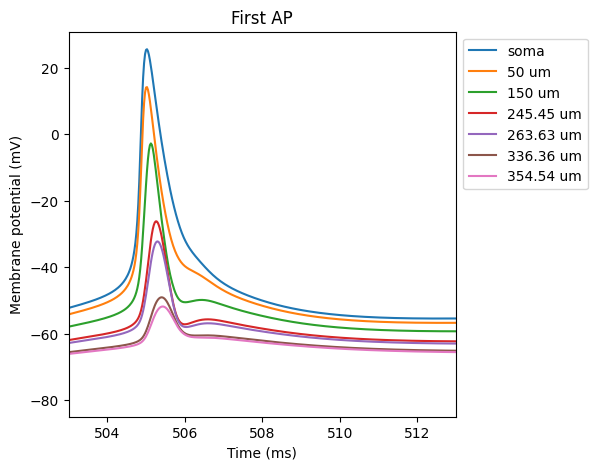 First AP
soma
50 um
150 um
245.45 um
263.63 um
336.36 um
354.54 um
Membrane potential (mV)
20
0
−20
−40
−60
−80
504
506
508
510
512
Time (ms)